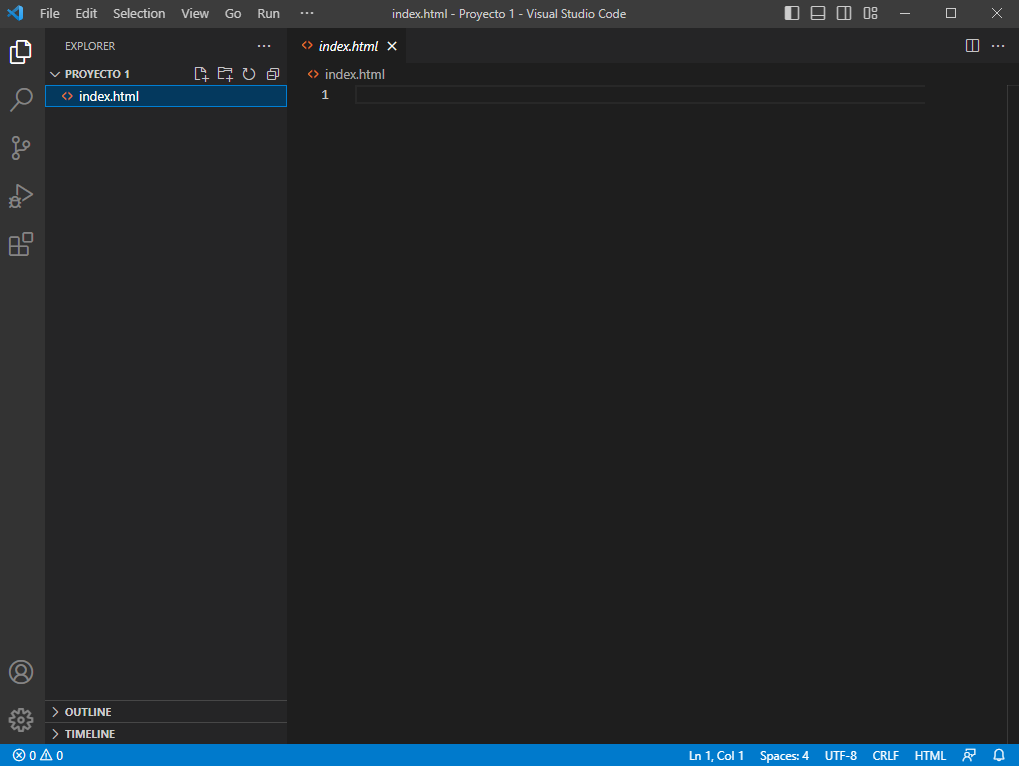 File Edit Selection View Go Run ··· index.html - Proyecto 1 - Visual Studio Code
EXPLORER ···
PROYECTO 1
index.html
OUTLINE
TIMELINE
index.html
index.html
1
0 0 Ln 1, Col 1 Spaces: 4 UTF-8 CRLF HTML